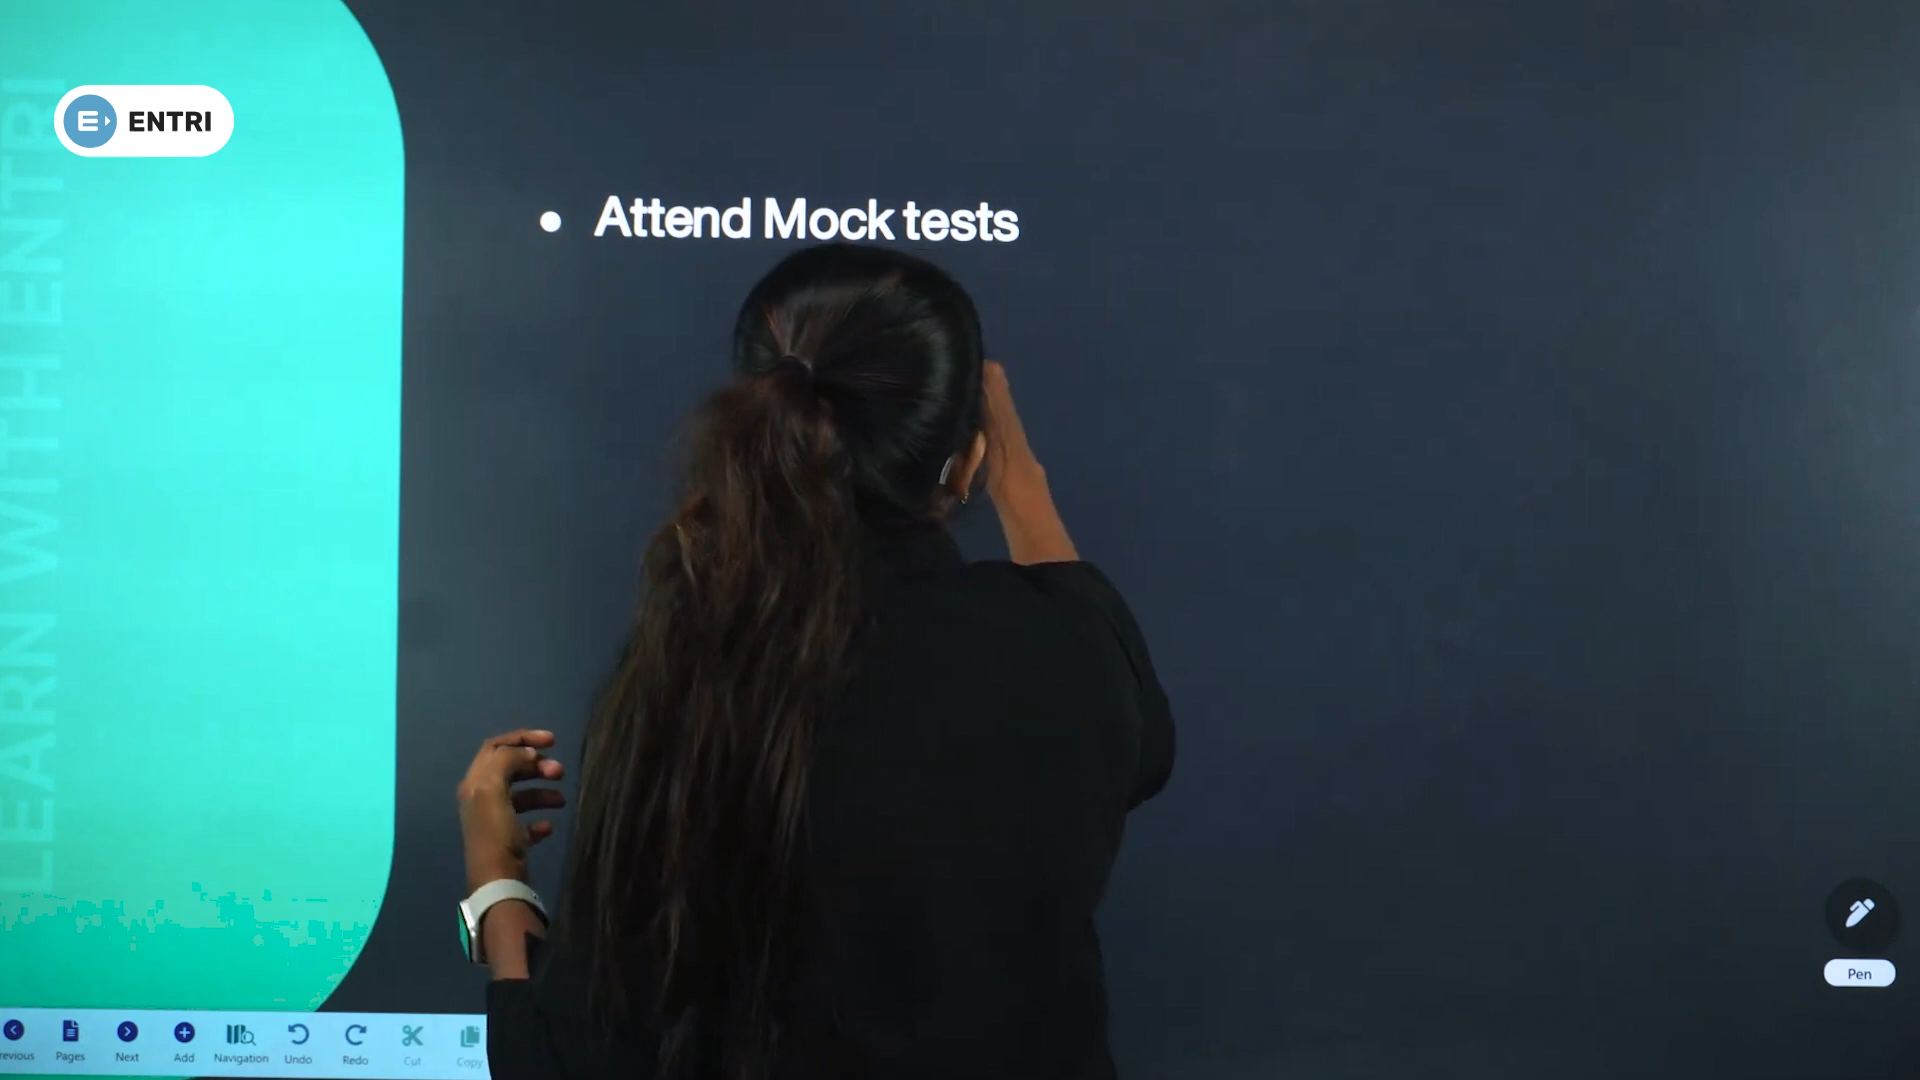 LEARN WITH ENTRI
E ENTRI
• Attend Mock tests
Pen
revious Pages Next Add Navigation Undo Redo Cut Copy